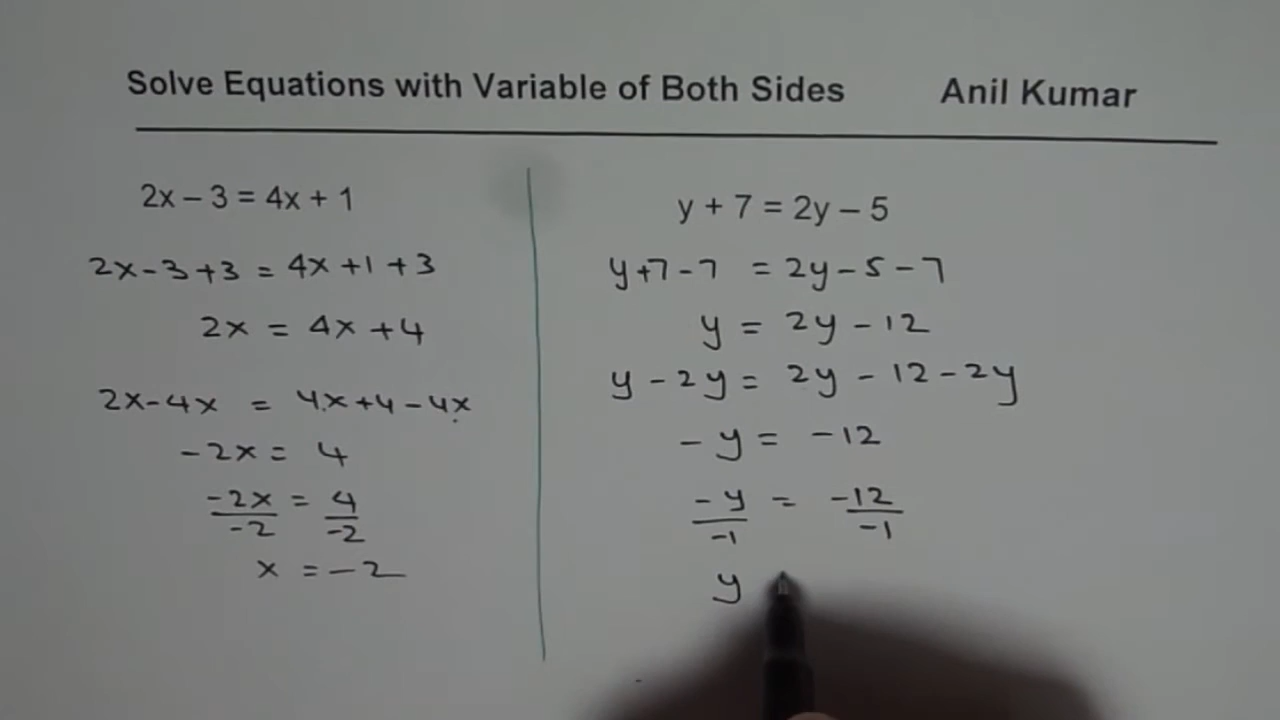 Solve Equations with Variable of Both Sides Anil Kumar
2x – 3 = 4x + 1
2x - 3 + 3 = 4x + 1 + 3
2x = 4x + 4
2x - 4x = 4x + 4 - 4x
-2x = 4
-2x/-2 = 4/-2
x = -2
y + 7 = 2y – 5
y + 7 - 7 = 2y - 5 - 7
y = 2y - 12
y - 2y = 2y - 12 - 2y
-y = -12
-y/-1 = -12/-1
y